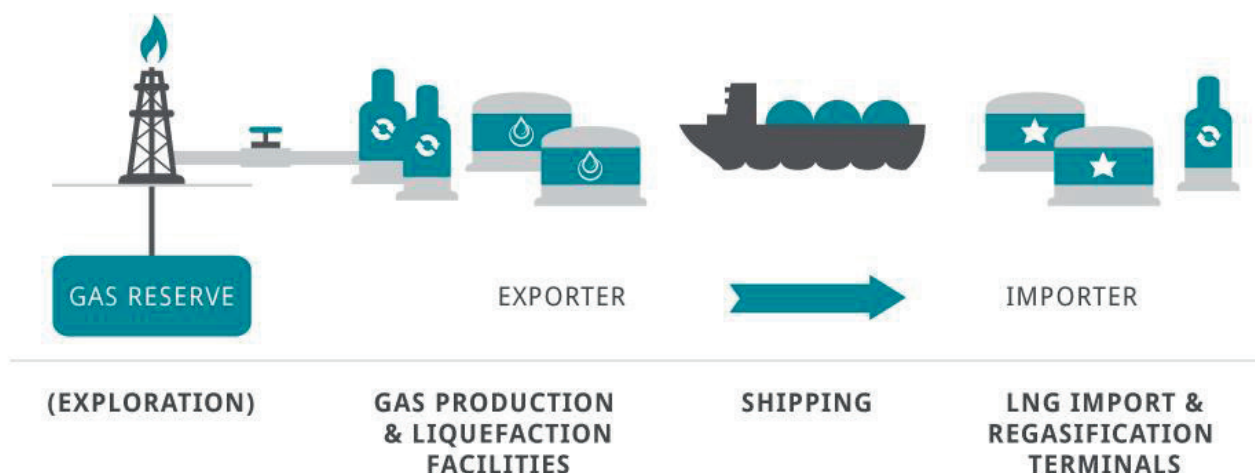 GAS RESERVE
EXPORTER
IMPORTER
(EXPLORATION)
GAS PRODUCTION
& LIQUEFACTION
FACILITIES
SHIPPING
LNG IMPORT &
REGASIFICATION
TERMINALS